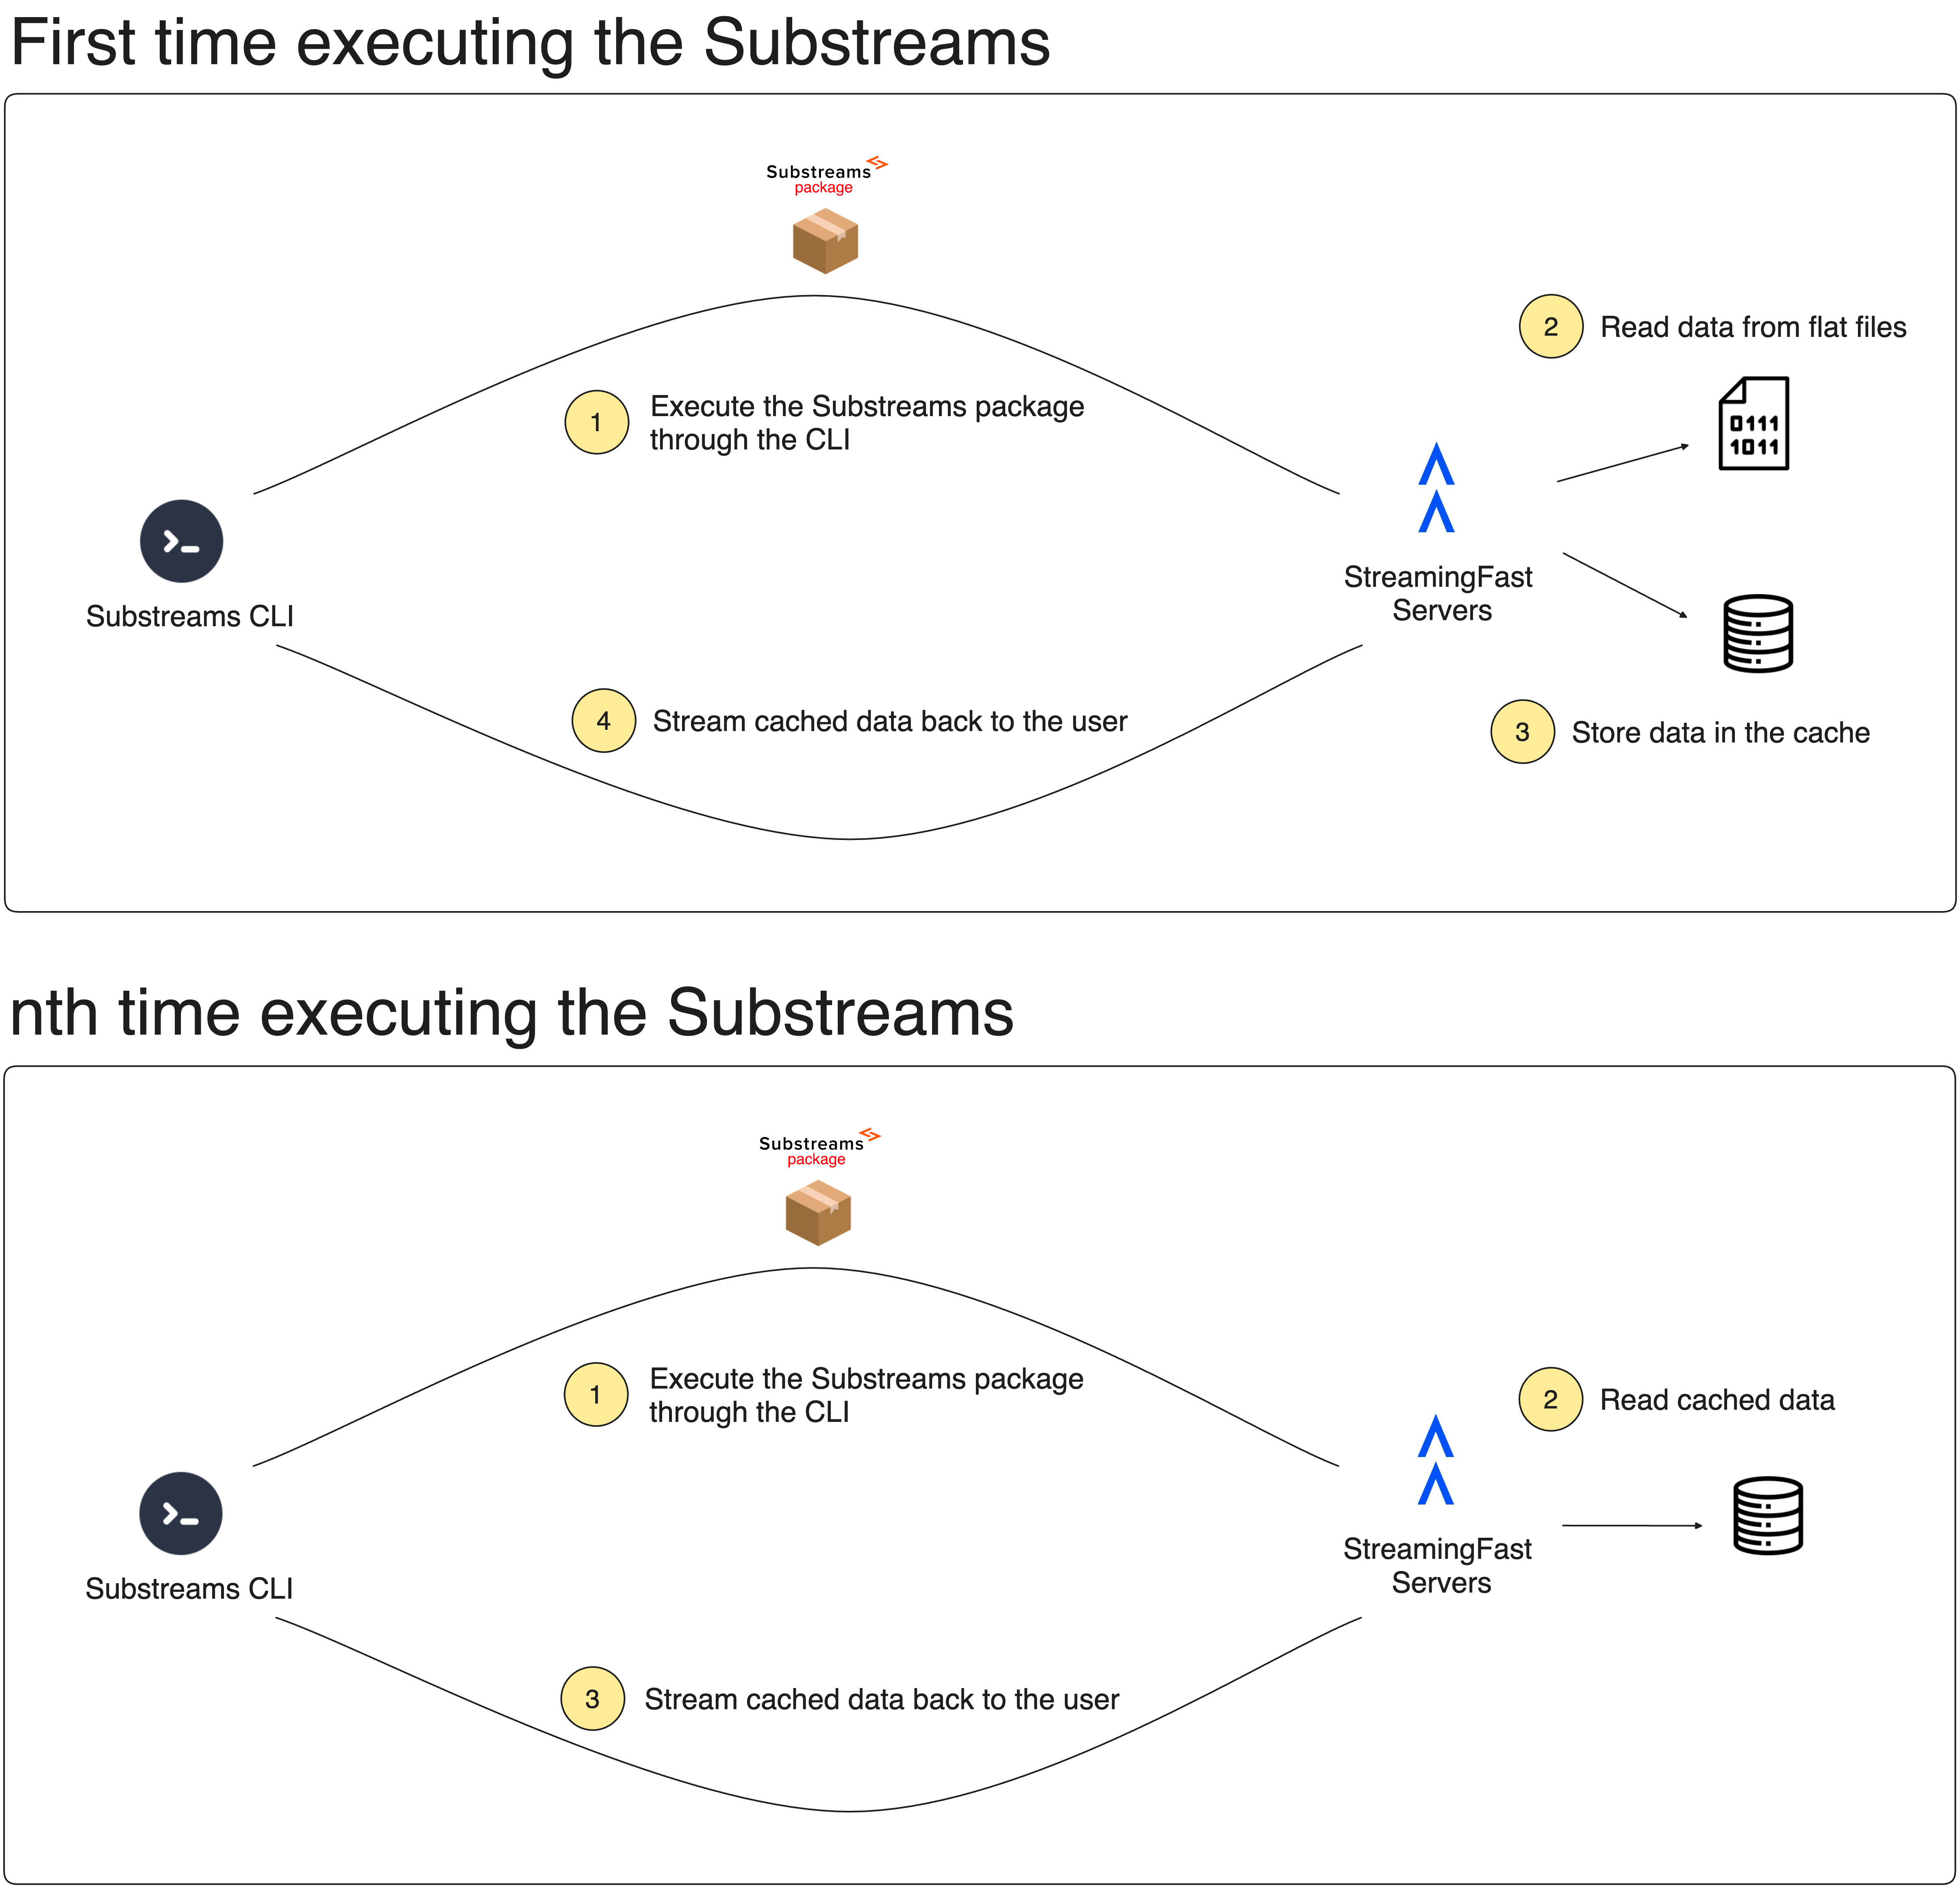 First time executing the Substreams
Substreams
package
2 Read data from flat files
1 Execute the Substreams package
through the CLI
0111
1011
StreamingFast
Servers
Substreams CLI
4 Stream cached data back to the user
3 Store data in the cache
nth time executing the Substreams
Substreams
package
1 Execute the Substreams package
through the CLI
2 Read cached data
StreamingFast
Servers
Substreams CLI
3 Stream cached data back to the user